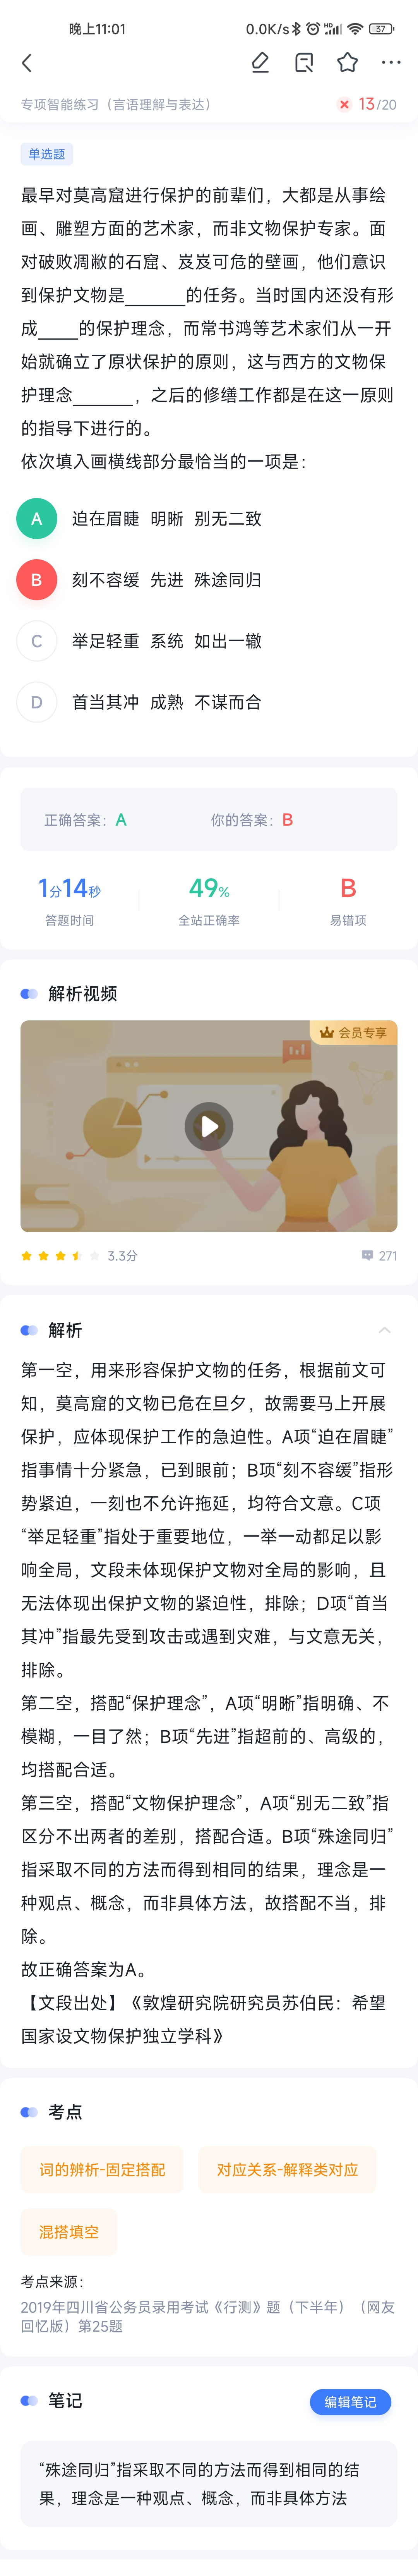 晚上11:01
0.0K/s
HD
37
专项智能练习（言语理解与表达）
13/20
单选题
最早对莫高窟进行保护的前辈们，大都是从事绘
画、雕塑方面的艺术家，而非文物保护专家。面
对破败凋敝的石窟、岌岌可危的壁画，他们意识
到保护文物是______的任务。当时国内还没有形
成____的保护理念，而常书鸿等艺术家们从一开
始就确立了原状保护的原则，这与西方的文物保
护理念______，之后的修缮工作都是在这一原则
的指导下进行的。
依次填入画横线部分最恰当的一项是：
A 迫在眉睫 明晰 别无二致
B 刻不容缓 先进 殊途同归
C 举足轻重 系统 如出一辙
D 首当其冲 成熟 不谋而合
正确答案：A 你的答案：B
1分14秒 49% B
答题时间 全站正确率 易错项
解析视频
会员专享
3.3分 271
解析
第一空，用来形容保护文物的任务，根据前文可
知，莫高窟的文物已危在旦夕，故需要马上开展
保护，应体现保护工作的急迫性。A项“迫在眉睫”
指事情十分紧急，已到眼前；B项“刻不容缓”指形
势紧迫，一刻也不允许拖延，均符合文意。C项
“举足轻重”指处于重要地位，一举一动都足以影
响全局，文段未体现保护文物对全局的影响，且
无法体现出保护文物的紧迫性，排除；D项“首当
其冲”指最先受到攻击或遇到灾难，与文意无关，
排除。
第二空，搭配“保护理念”，A项“明晰”指明确、不
模糊，一目了然；B项“先进”指超前的、高级的，
均搭配合适。
第三空，搭配“文物保护理念”，A项“别无二致”指
区分不出两者的差别，搭配合适。B项“殊途同归”
指采取不同的方法而得到相同的结果，理念是一
种观点、概念，而非具体方法，故搭配不当，排
除。
故正确答案为A。
【文段出处】《敦煌研究院研究员苏伯民：希望
国家设文物保护独立学科》
考点
词的辨析-固定搭配 对应关系-解释类对应
混搭填空
考点来源：
2019年四川省公务员录用考试《行测》题（下半年）（网友
回忆版）第25题
笔记
编辑笔记
“殊途同归”指采取不同的方法而得到相同的结
果，理念是一种观点、概念，而非具体方法